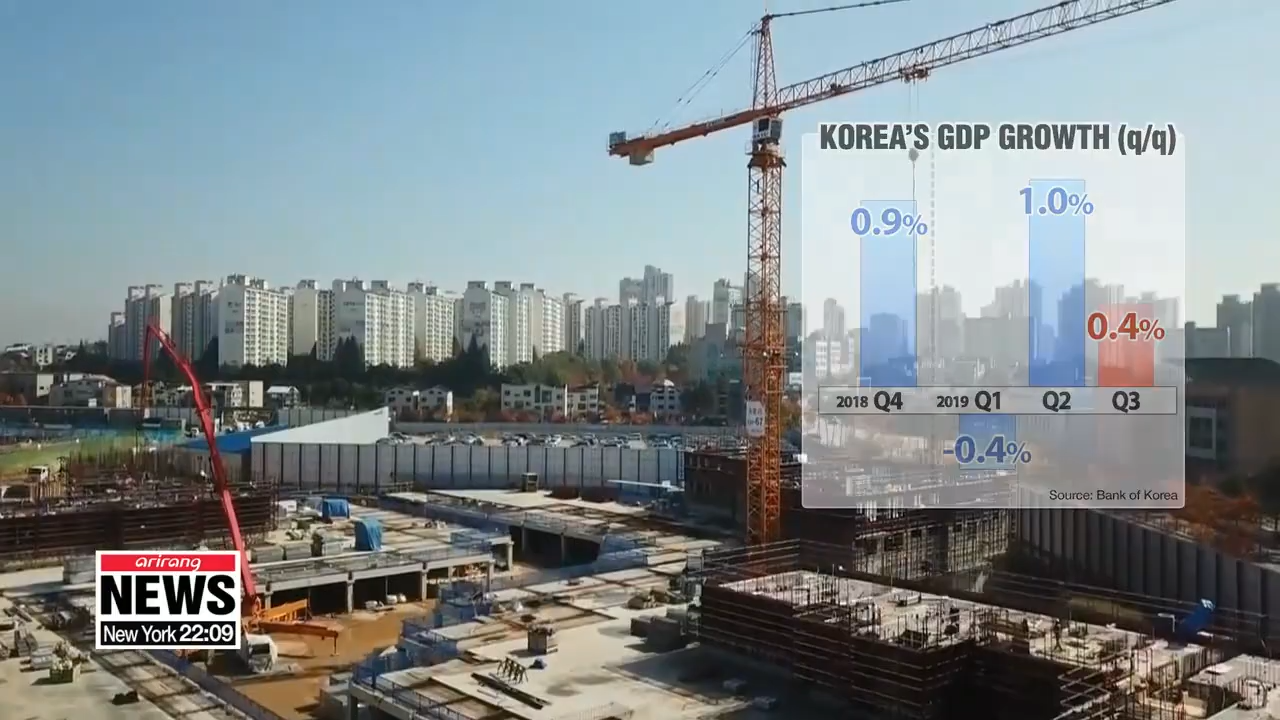 KOREA'S GDP GROWTH (q/q)
0.9%
1.0%
0.4%
2018 Q4
2019 Q1
Q2
Q3
-0.4%
Source: Bank of Korea
arirang
NEWS
New York 22:09